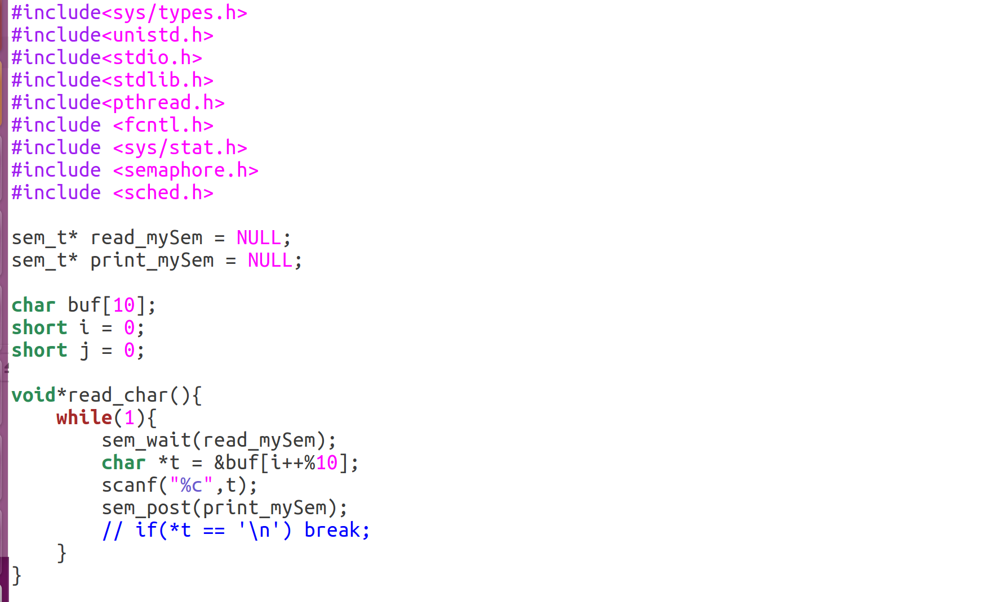 #include<sys/types.h>
#include<unistd.h>
#include<stdio.h>
#include<stdlib.h>
#include<pthread.h>
#include <fcntl.h>
#include <sys/stat.h>
#include <semaphore.h>
#include <sched.h>

sem_t* read_mySem = NULL;
sem_t* print_mySem = NULL;

char buf[10];
short i = 0;
short j = 0;

void*read_char(){
    while(1){
        sem_wait(read_mySem);
        char *t = &buf[i++%10];
        scanf("%c",t);
        sem_post(print_mySem);
        // if(*t == '\n') break;
    }
}